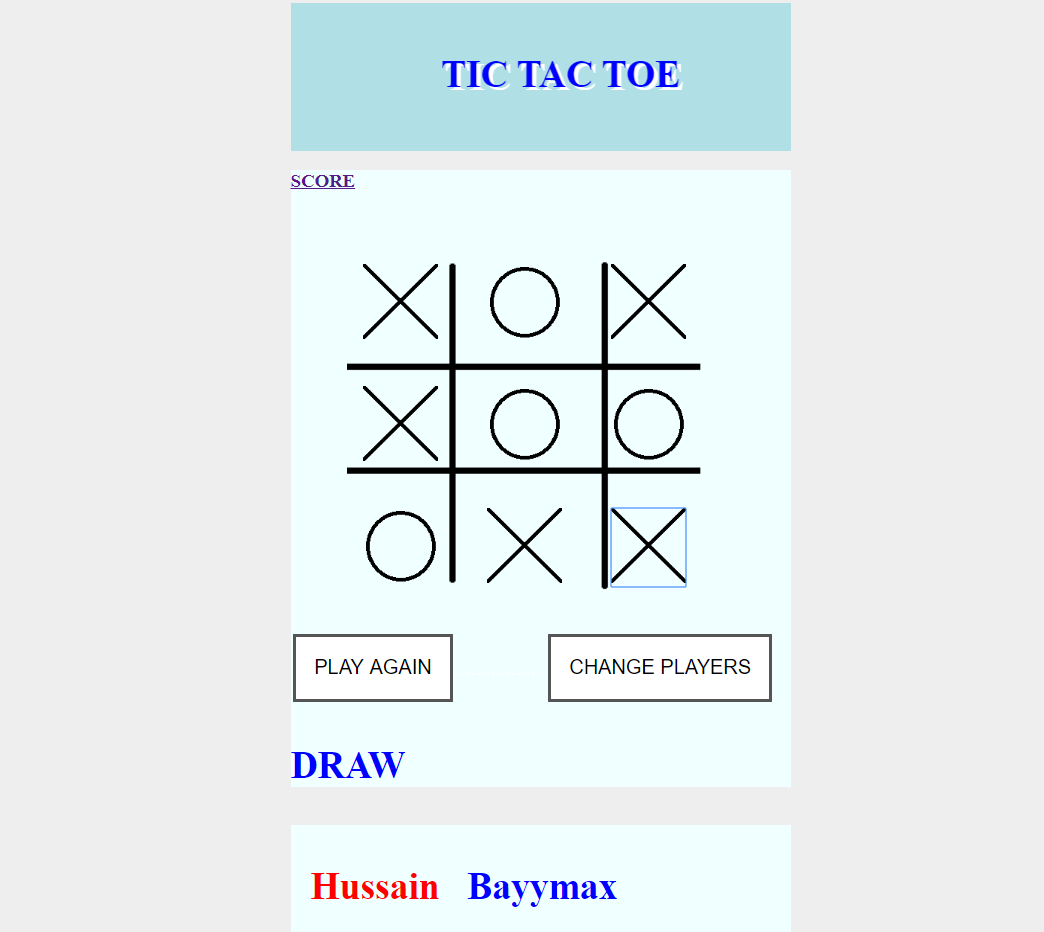 TIC TAC TOE
SCORE
X O X
X O O
O X X
PLAY AGAIN CHANGE PLAYERS
DRAW
Hussain Bayymax